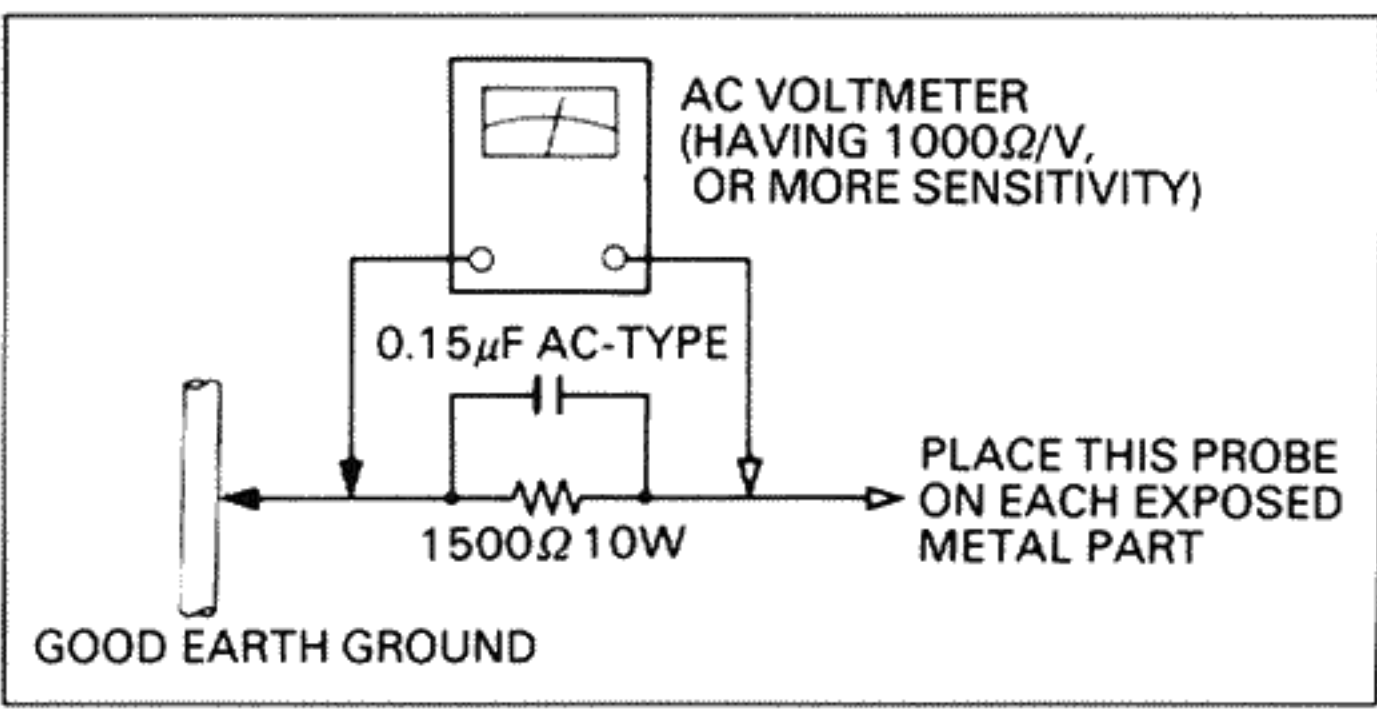 AC VOLTMETER
(HAVING 1000Ω/V,
OR MORE SENSITIVITY)
0.15μF AC-TYPE
1500Ω 10W
PLACE THIS PROBE
ON EACH EXPOSED
METAL PART
GOOD EARTH GROUND